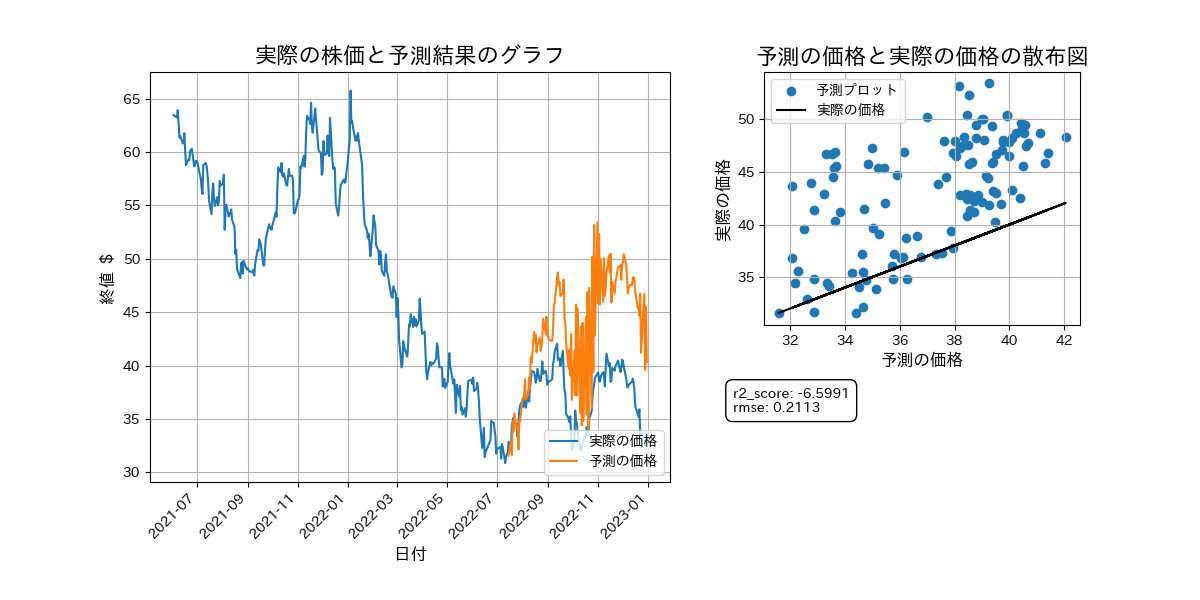 実際の株価と予測結果のグラフ
終値 $
65
60
55
50
45
40
35
30
2021-07
2021-09
2021-11
2022-01
2022-03
2022-05
2022-07
2022-09
2022-11
2023-01
日付
実際の価格
予測の価格
予測の価格と実際の価格の散布図
予測プロット
実際の価格
実際の価格
50
45
40
35
32
34
36
38
40
42
予測の価格
r2_score: -6.5991
rmse: 0.2113